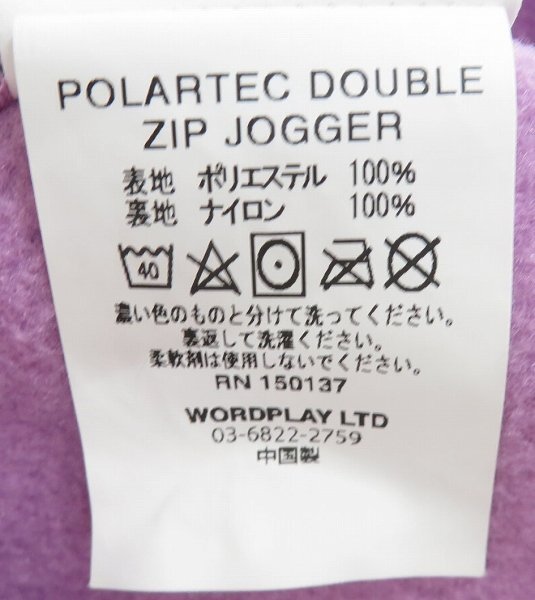 POLARTEC DOUBLE
ZIP JOGGER
表地 ポリエステル 100%
裏地 ナイロン 100%
40
濃い色のものと分けて洗ってください。
裏返して洗濯ください。
柔軟剤は使用しないでください。
RN 150137
WORDPLAY LTD
03-6822-2759
中国製